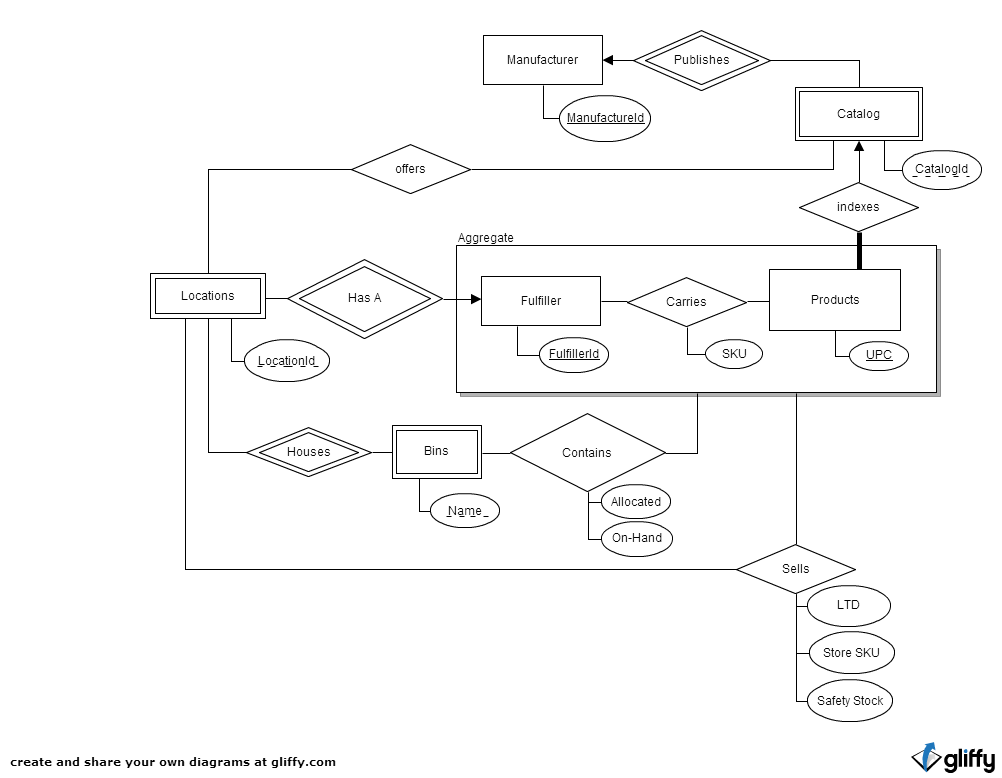 Manufacturer
Publishes
ManufactureId
Catalog
offers
CatalogId
indexes
Aggregate
Locations
Has A
Fulfiller
Carries
Products
LocationId
FulfillerId
SKU
UPC
Houses
Bins
Contains
Name
Allocated
On-Hand
Sells
LTD
Store SKU
Safety Stock
create and share your own diagrams at gliffy.com
gliffy